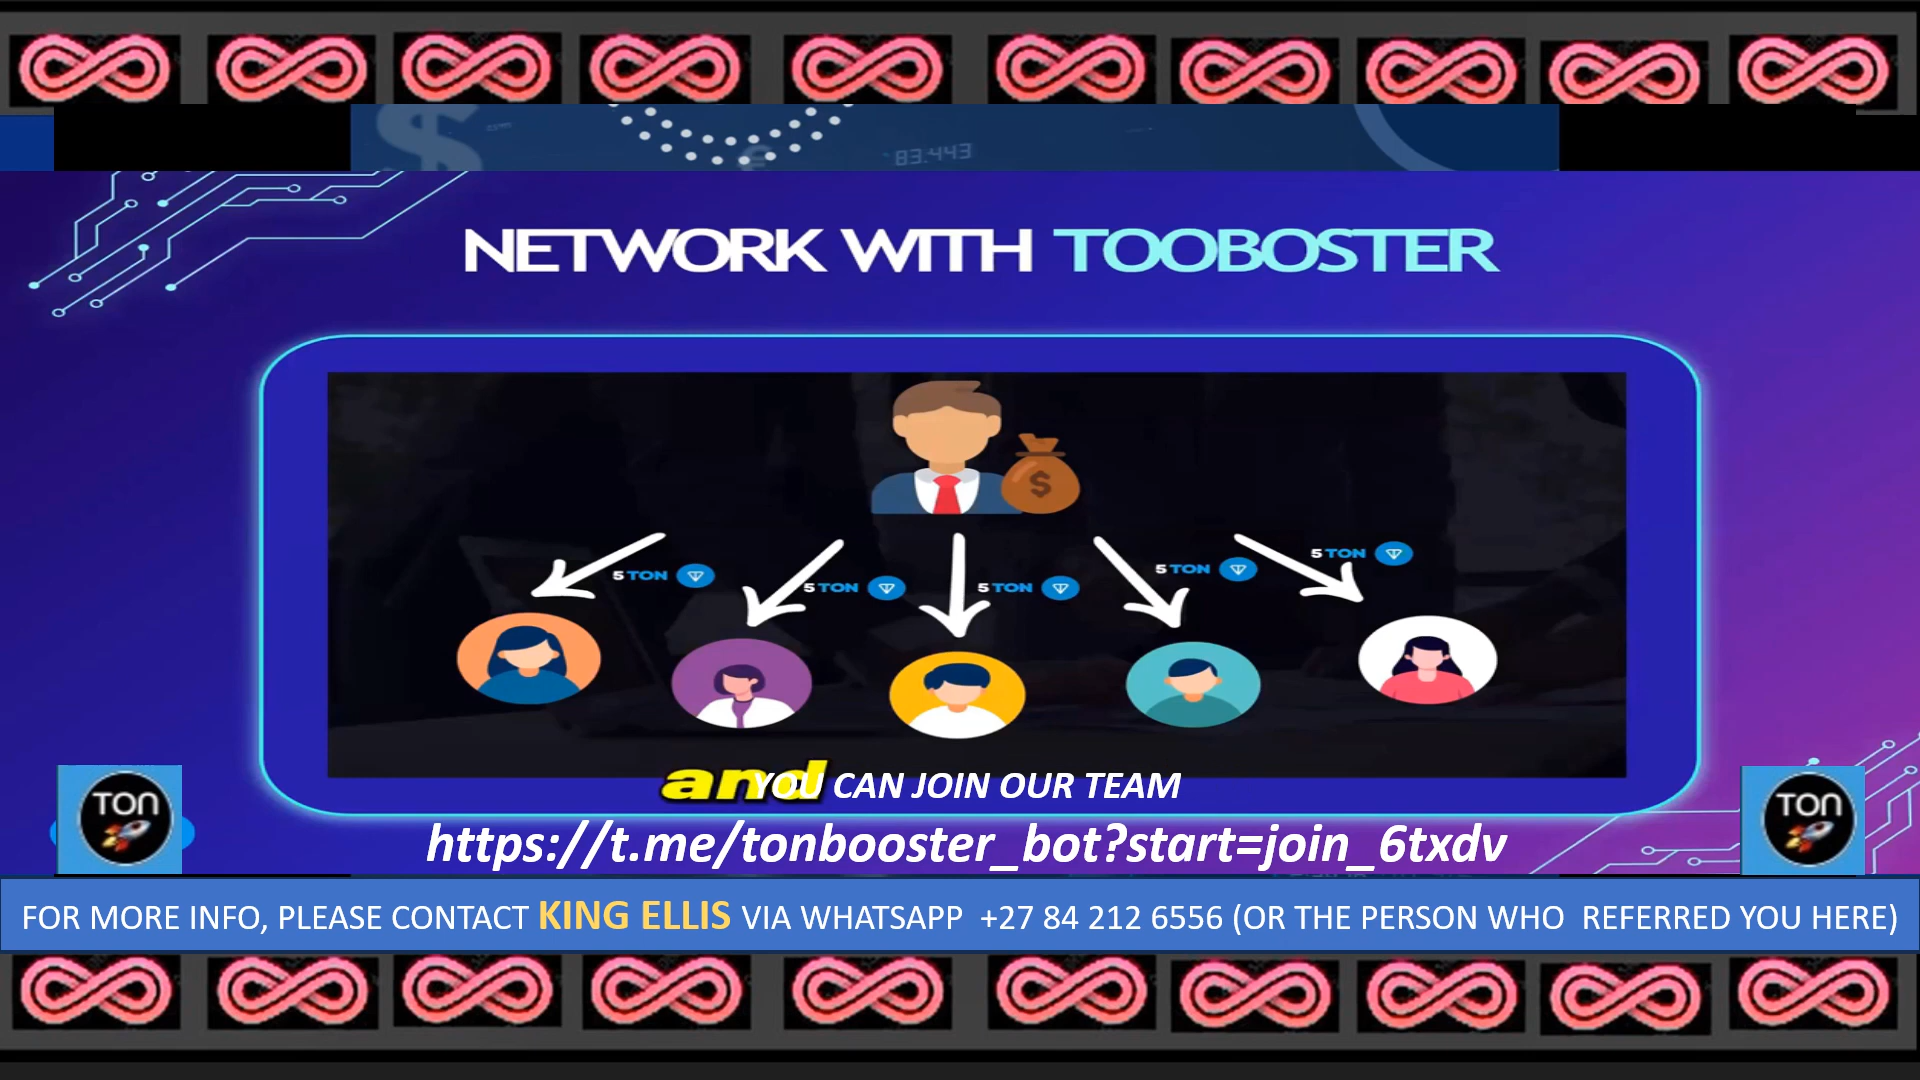 83.443
NETWORK WITH TOOBOSTER
$
5 TON
5 TON
5 TON
5 TON
5 TON
and
YOU CAN JOIN OUR TEAM
TON
TON
https://t.me/tonbooster_bot?start=join_6txdv
FOR MORE INFO, PLEASE CONTACT KING ELLIS VIA WHATSAPP +27 84 212 6556 (OR THE PERSON WHO REFERRED YOU HERE)